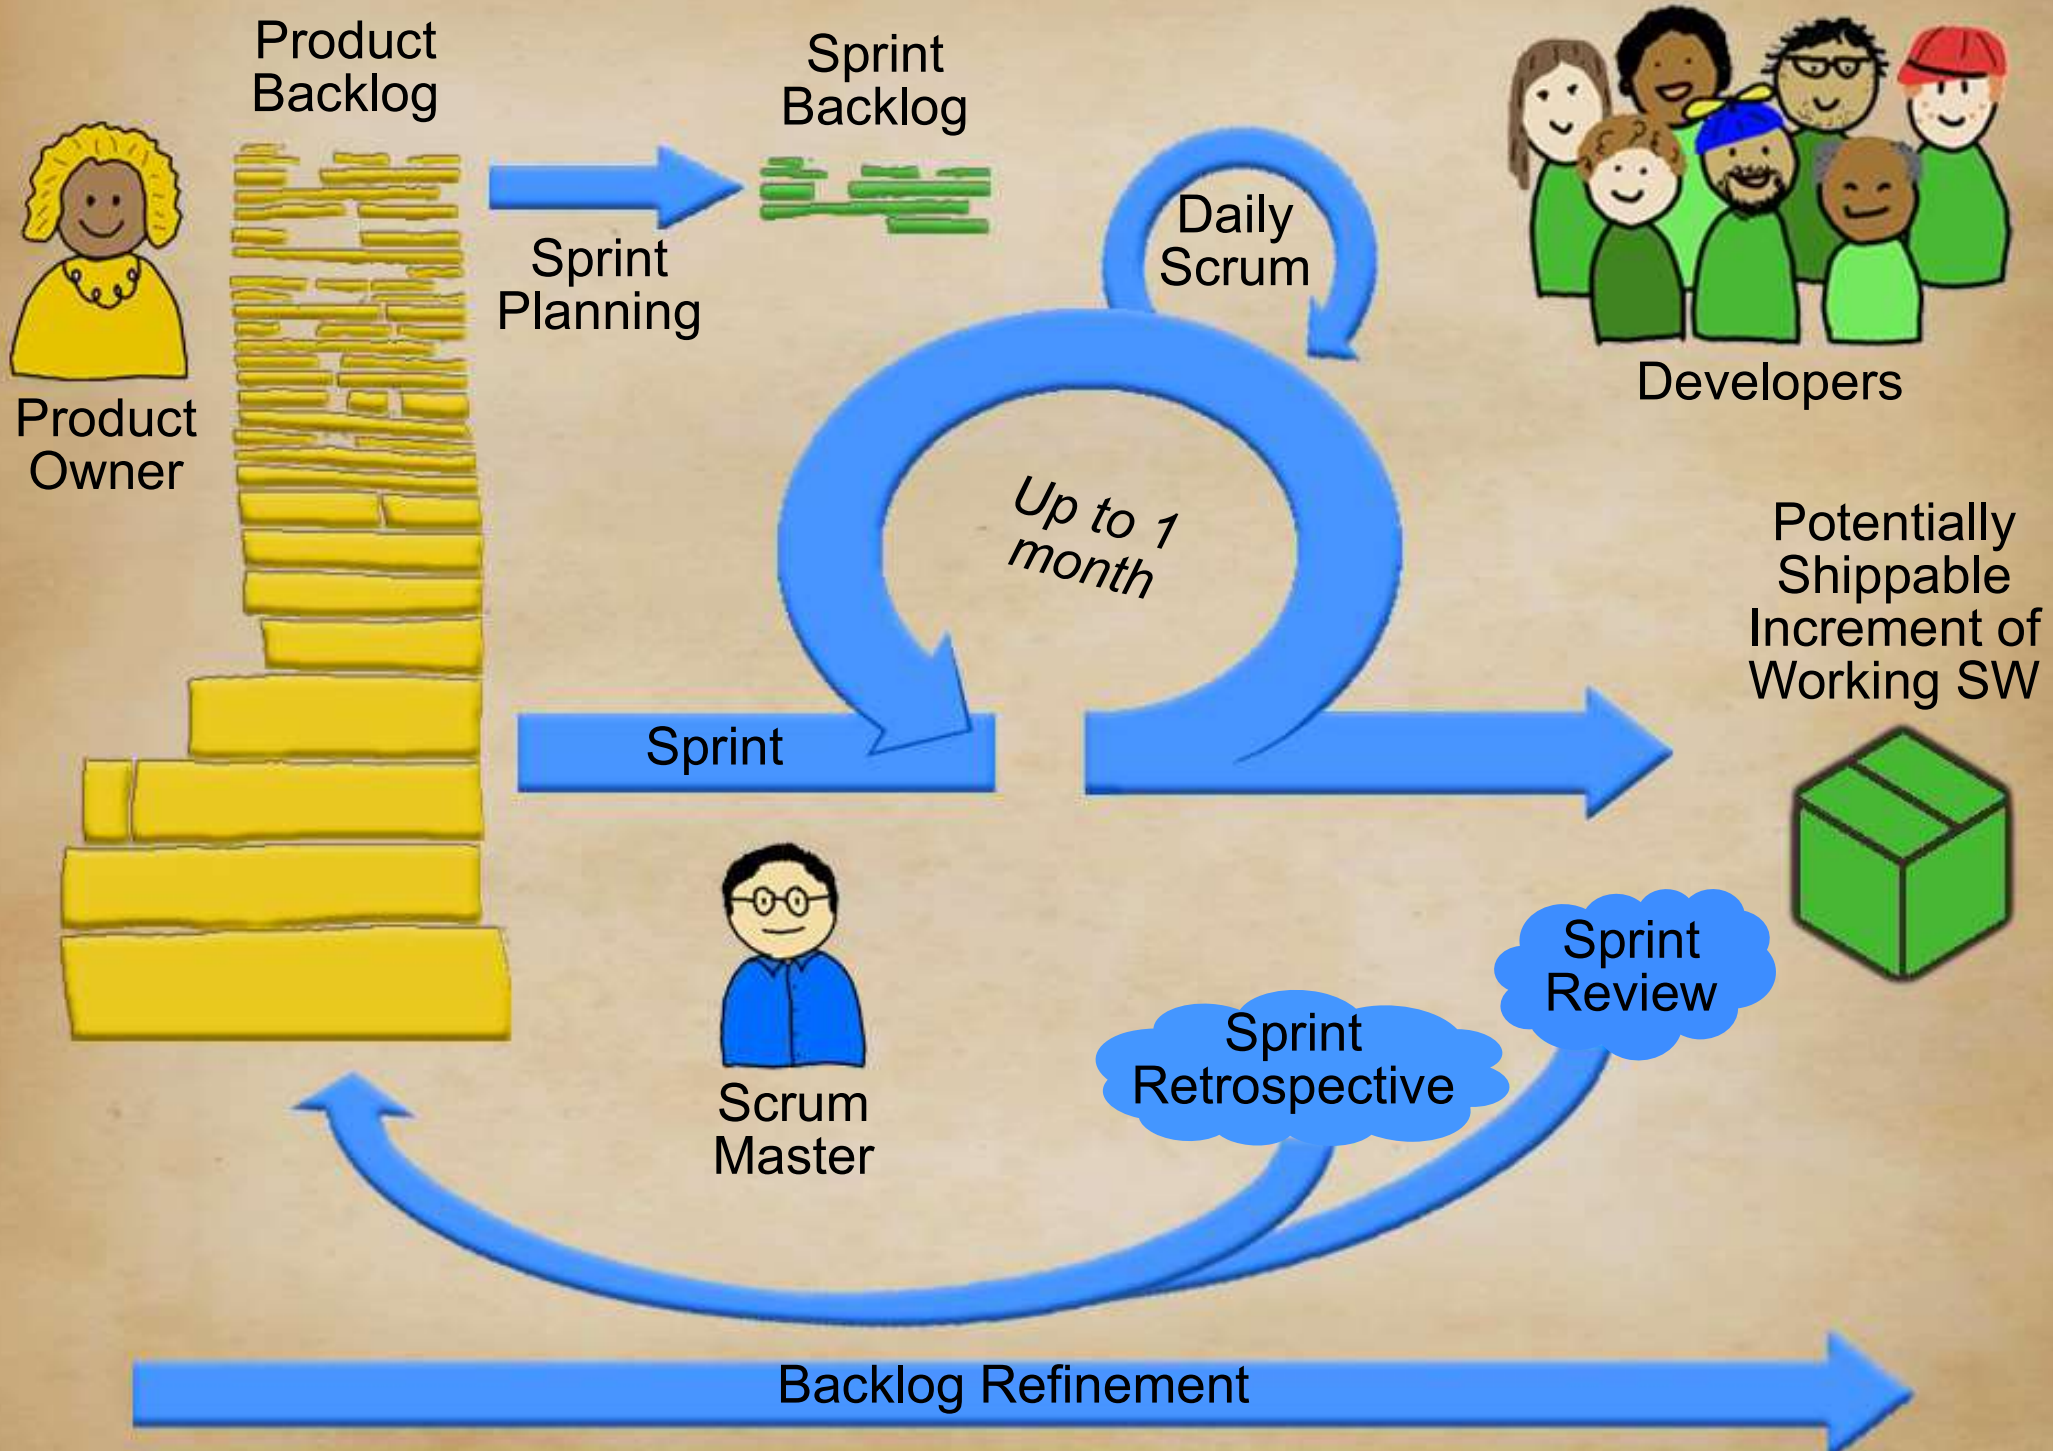 Product
Backlog
Sprint
Backlog
Sprint
Planning
Daily
Scrum
Developers
Product
Owner
Up to 1
month
Potentially
Shippable
Increment of
Working SW
Sprint
Scrum
Master
Sprint
Retrospective
Sprint
Review
Backlog Refinement